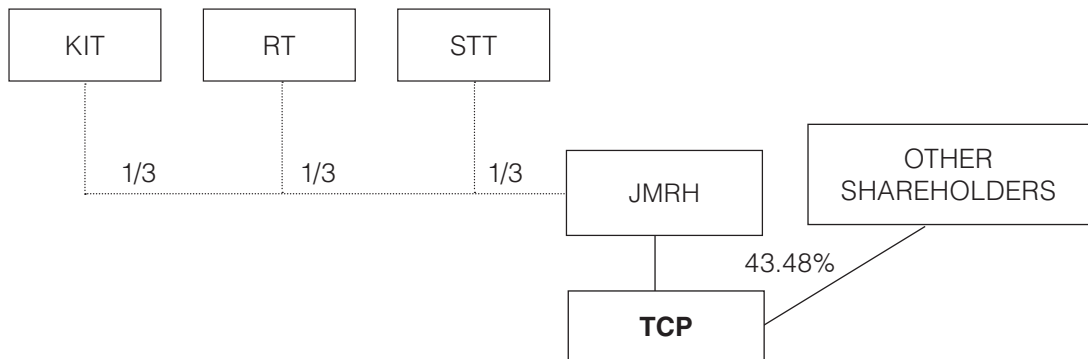 KIT
RT
STT
1/3
1/3
1/3
JMRH
OTHER
SHAREHOLDERS
43.48%
TCP